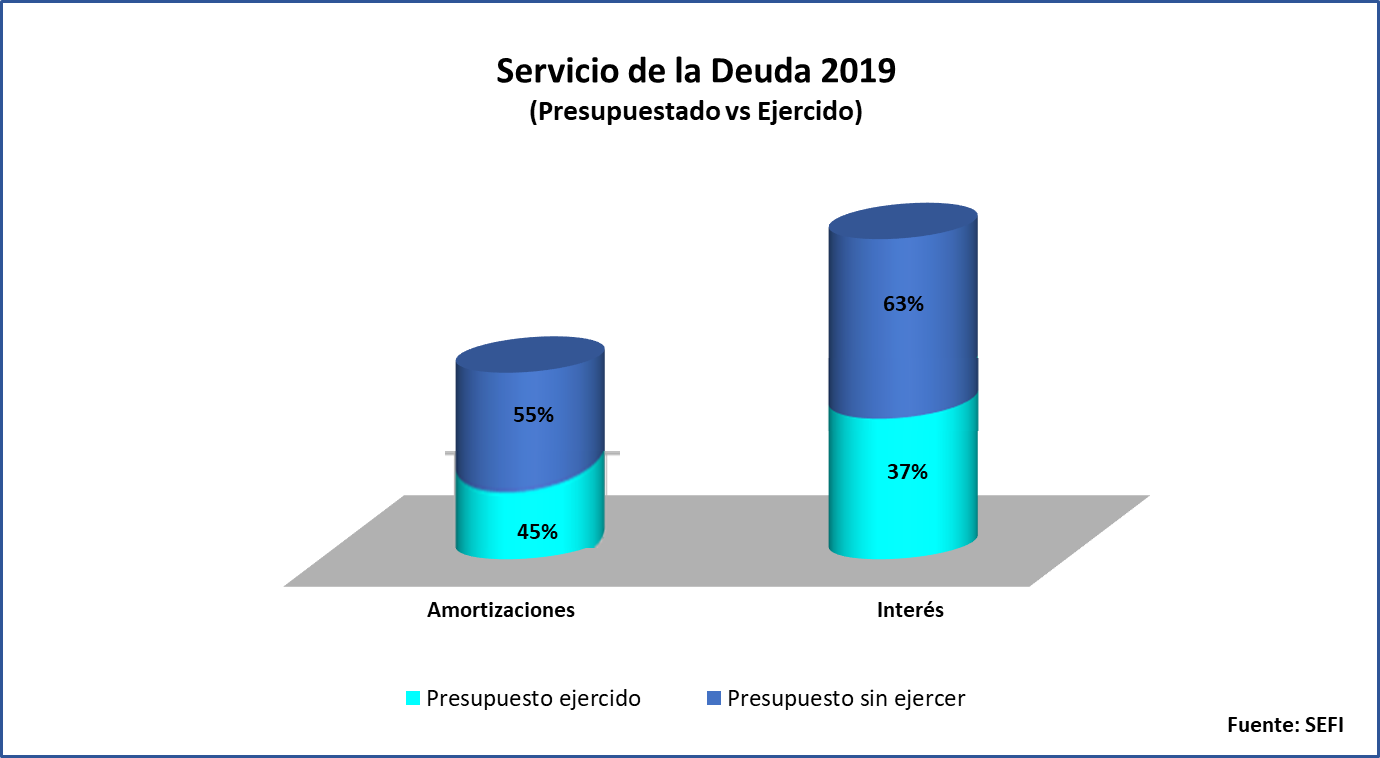 Servicio de la Deuda 2019
(Presupuestado vs Ejercido)
63%
55%
37%
45%
Amortizaciones
Interés
Presupuesto ejercido
Presupuesto sin ejercer
Fuente: SEFI